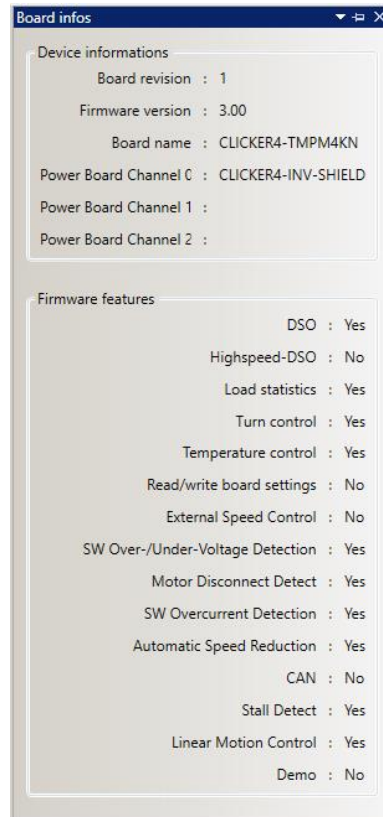 Board infos
Device informations
Board revision : 1
Firmware version : 3.00
Board name : CLICKER4-TMPM4KN
Power Board Channel 0 : CLICKER4-INV-SHIELD
Power Board Channel 1 :
Power Board Channel 2 :
Firmware features
DSO : Yes
Highspeed-DSO : No
Load statistics : Yes
Turn control : Yes
Temperature control : Yes
Read/write board settings : No
External Speed Control : No
SW Over-/Under-Voltage Detection : Yes
Motor Disconnect Detect : Yes
SW Overcurrent Detection : Yes
Automatic Speed Reduction : Yes
CAN : No
Stall Detect : Yes
Linear Motion Control : Yes
Demo : No